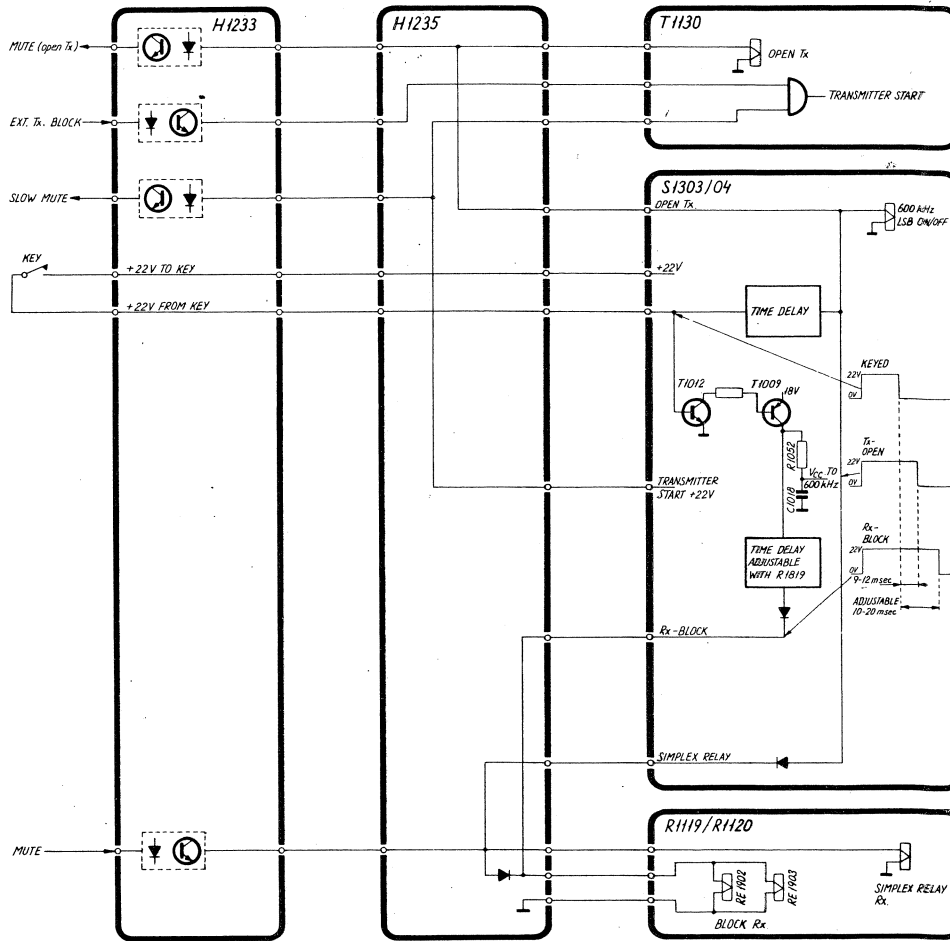 H1233
H1235
T1130
MUTE (open Tx)
OPEN Tx
TRANSMITTER START
EXT. Tx. BLOCK
SLOW MUTE
S1303/04
OPEN Tx.
600 kHz
LSB ON/OFF
KEY
+22V TO KEY
+22V
+22V FROM KEY
TIME DELAY
KEYED
22V
0V
T1012
T1009
18V
R1052
Tx-
OPEN
22V
0V
VCC TO
600 kHz
C1018
TRANSMITTER
START +22V
Rx-
BLOCK
22V
0V
TIME DELAY
ADJUSTABLE
WITH R1819
9-12 msec
ADJUSTABLE
10-20 msec
Rx-BLOCK
SIMPLEX RELAY
R1119/R1120
MUTE
RE 1902
RE 1903
SIMPLEX RELAY
Rx.
BLOCK Rx